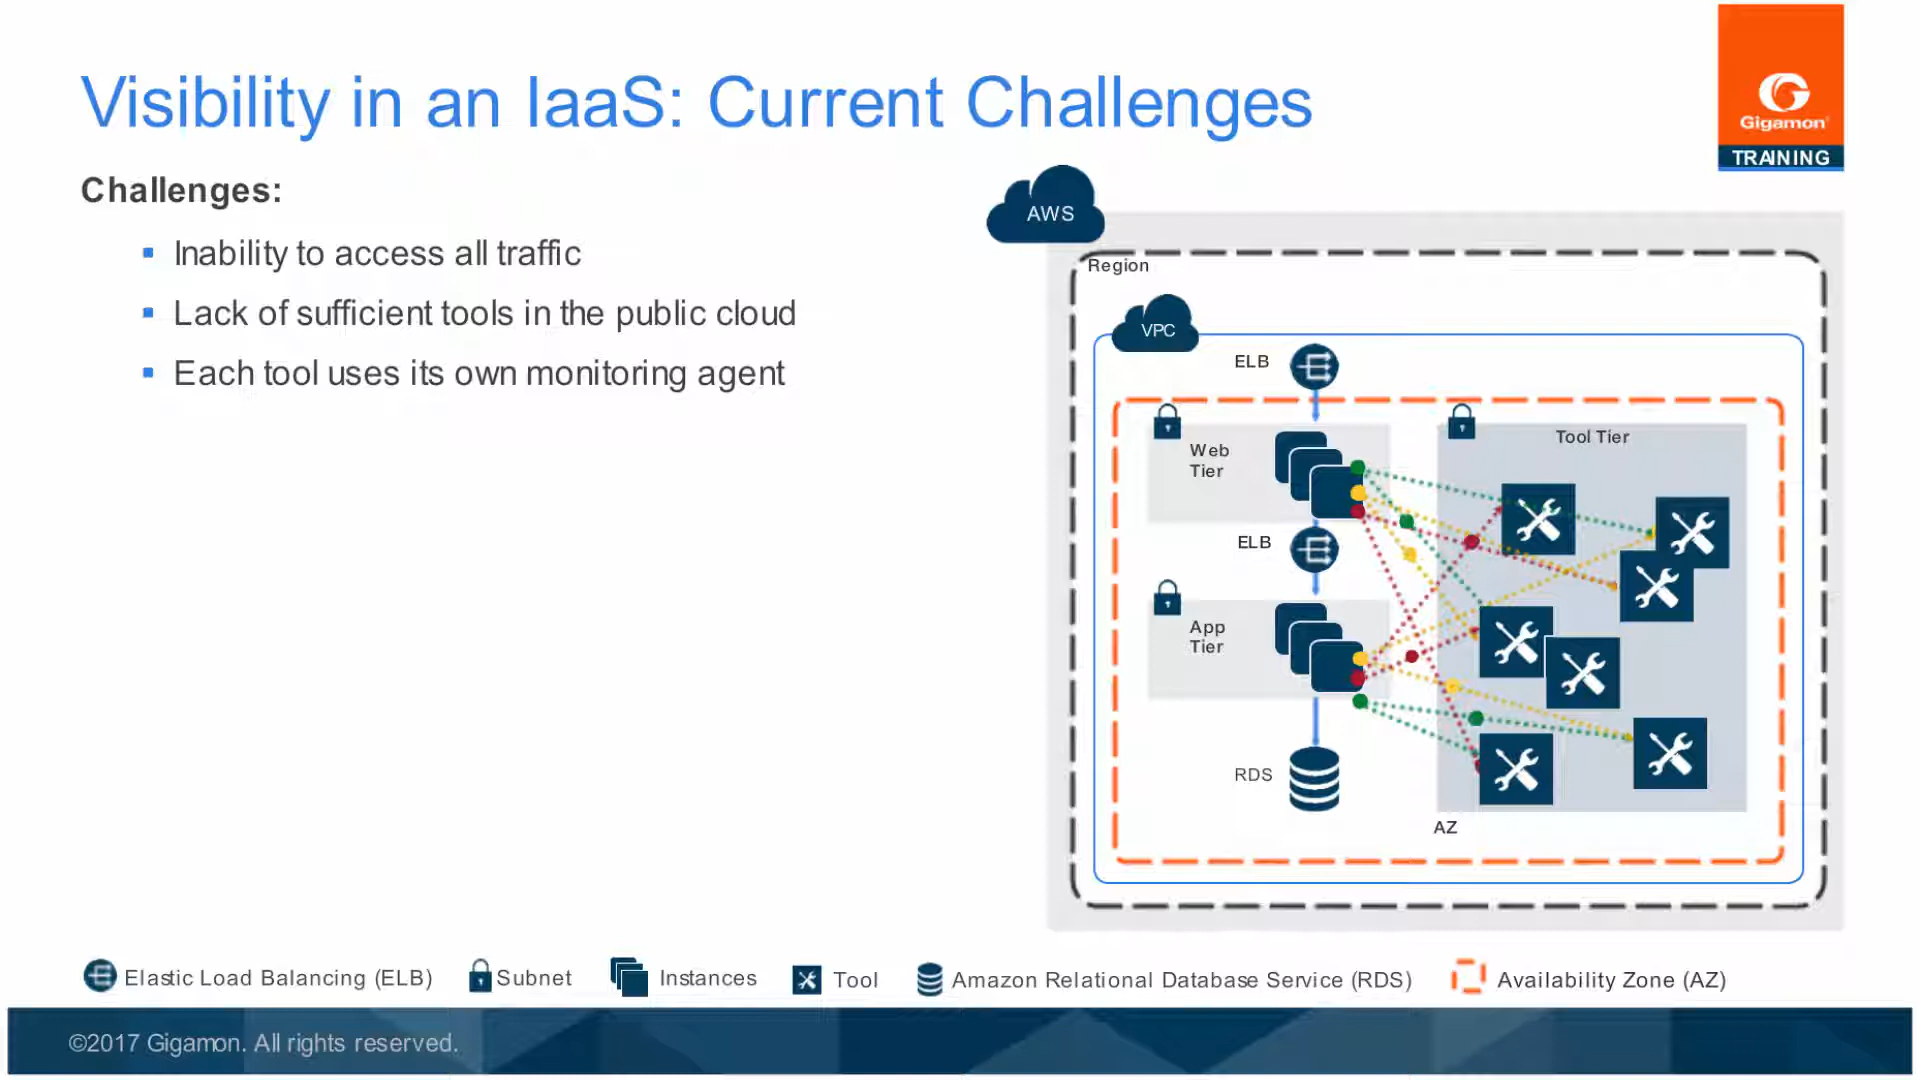 Visibility in an IaaS: Current Challenges
Gigamon®
TRAINING
Challenges:
Inability to access all traffic
Lack of sufficient tools in the public cloud
Each tool uses its own monitoring agent
AWS
Region
VPC
ELB
Web
Tier
Tool Tier
ELB
App
Tier
RDS
AZ
Elastic Load Balancing (ELB)
Subnet
Instances
Tool
Amazon Relational Database Service (RDS)
Availability Zone (AZ)
©2017 Gigamon. All rights reserved.